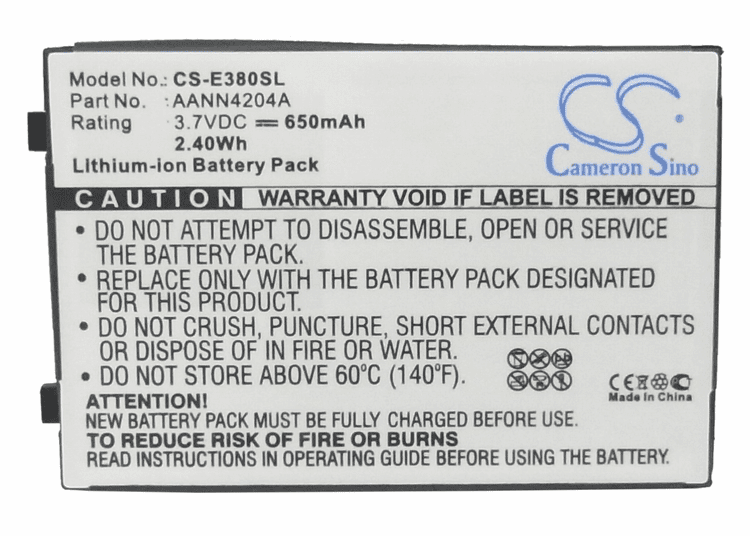 Model No.: CS-E380SL
Part No. : AANN4204A
Rating : 3.7VDC ⎓ 650mAh
2.40Wh
Lithium-ion Battery Pack
CS
Cameron Sino
CAUTION WARRANTY VOID IF LABEL IS REMOVED
• DO NOT ATTEMPT TO DISASSEMBLE, OPEN OR SERVICE
THE BATTERY PACK.
• REPLACE ONLY WITH THE BATTERY PACK DESIGNATED
FOR THIS PRODUCT.
• DO NOT CRUSH, PUNCTURE, SHORT EXTERNAL CONTACTS
OR DISPOSE OF IN FIRE OR WATER.
• DO NOT STORE ABOVE 60°C (140°F).
CE
Made In China
ATTENTION!
NEW BATTERY PACK MUST BE FULLY CHARGED BEFORE USE.
TO REDUCE RISK OF FIRE OR BURNS
READ INSTRUCTIONS IN OPERATING GUIDE BEFORE USING BATTERY.